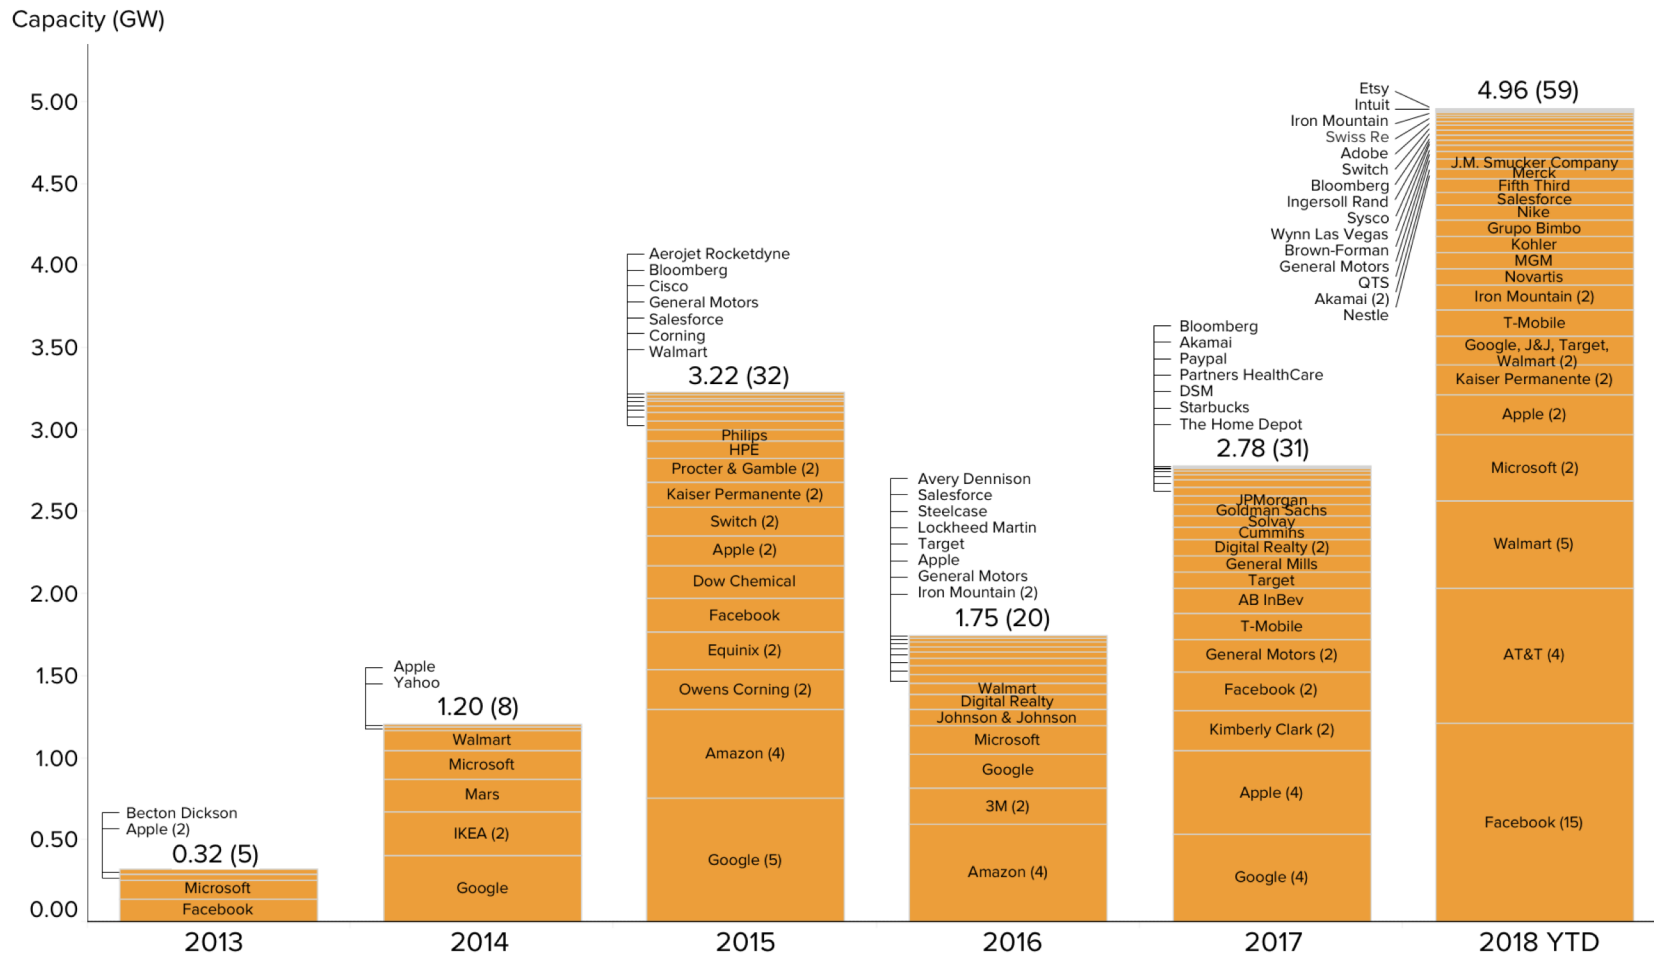 Capacity (GW)
5.00
4.50
4.00
3.50
3.00
2.50
2.00
1.50
1.00
0.50
0.00
Becton Dickson
Apple (2)
0.32 (5)
Microsoft
Facebook
2013
Apple
Yahoo
1.20 (8)
Walmart
Microsoft
Mars
IKEA (2)
Google
2014
Aerojet Rocketdyne
Bloomberg
Cisco
General Motors
Salesforce
Corning
Walmart
3.22 (32)
Philips
HPE
Procter & Gamble (2)
Kaiser Permanente (2)
Switch (2)
Apple (2)
Dow Chemical
Facebook
Equinix (2)
Owens Corning (2)
Amazon (4)
Google (5)
2015
Avery Dennison
Salesforce
Steelcase
Lockheed Martin
Target
Apple
General Motors
Iron Mountain (2)
1.75 (20)
Walmart
Digital Realty
Johnson & Johnson
Microsoft
Google
3M (2)
Amazon (4)
2016
Bloomberg
Akamai
Paypal
Partners HealthCare
DSM
Starbucks
The Home Depot
2.78 (31)
JPMorgan
Goldman Sachs
Solvay
Cummins
Digital Realty (2)
General Mills
Target
AB InBev
T-Mobile
General Motors (2)
Facebook (2)
Kimberly Clark (2)
Apple (4)
Google (4)
2017
Etsy
Intuit
Iron Mountain
Swiss Re
Adobe
Switch
Bloomberg
Ingersoll Rand
Sysco
Wynn Las Vegas
Brown-Forman
General Motors
QTS
Akamai (2)
Nestle
4.96 (59)
J.M. Smucker Company
Merck
Fifth Third
Salesforce
Nike
Grupo Bimbo
Kohler
MGM
Novartis
Iron Mountain (2)
T-Mobile
Google, J&J, Target,
Walmart (2)
Kaiser Permanente (2)
Apple (2)
Microsoft (2)
Walmart (5)
AT&T (4)
Facebook (15)
2018 YTD